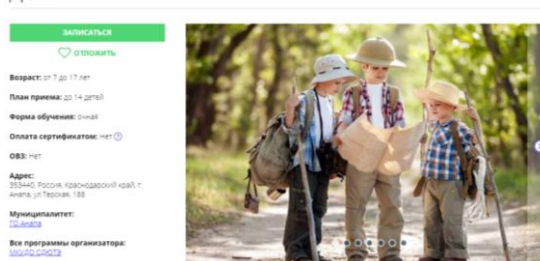 ЗАПИСАТЬСЯ
ОТЛОЖИТЬ
Возраст: от 7 до 17 лет
План приема: до 14 детей
Форма обучения: очная
Оплата сертификатом: Нет
ОВЗ: Нет
Адрес:
353440, Россия, Краснодарский край, г.
Анапа, ул Терская, 188
Муниципалитет:
ГО Анапа
Все программы организатора: